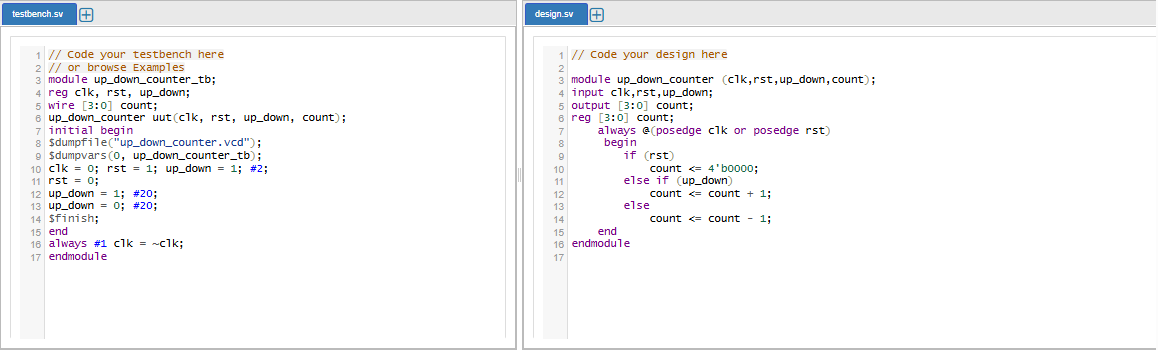 testbench.sv
1 // Code your testbench here
2 // or browse Examples
3 module up_down_counter_tb;
4 reg clk, rst, up_down;
5 wire [3:0] count;
6 up_down_counter uut(clk, rst, up_down, count);
7 initial begin
8 $dumpfile("up_down_counter.vcd");
9 $dumpvars(0, up_down_counter_tb);
10 clk = 0; rst = 1; up_down = 1; #2;
11 rst = 0;
12 up_down = 1; #20;
13 up_down = 0; #20;
14 $finish;
15 end
16 always #1 clk = ~clk;
17 endmodule
design.sv
1 // Code your design here
2
3 module up_down_counter (clk,rst,up_down,count);
4 input clk,rst,up_down;
5 output [3:0] count;
6 reg [3:0] count;
7 always @(posedge clk or posedge rst)
8 begin
9 if (rst)
10 count <= 4'b0000;
11 else if (up_down)
12 count <= count + 1;
13 else
14 count <= count - 1;
15 end
16 endmodule
17